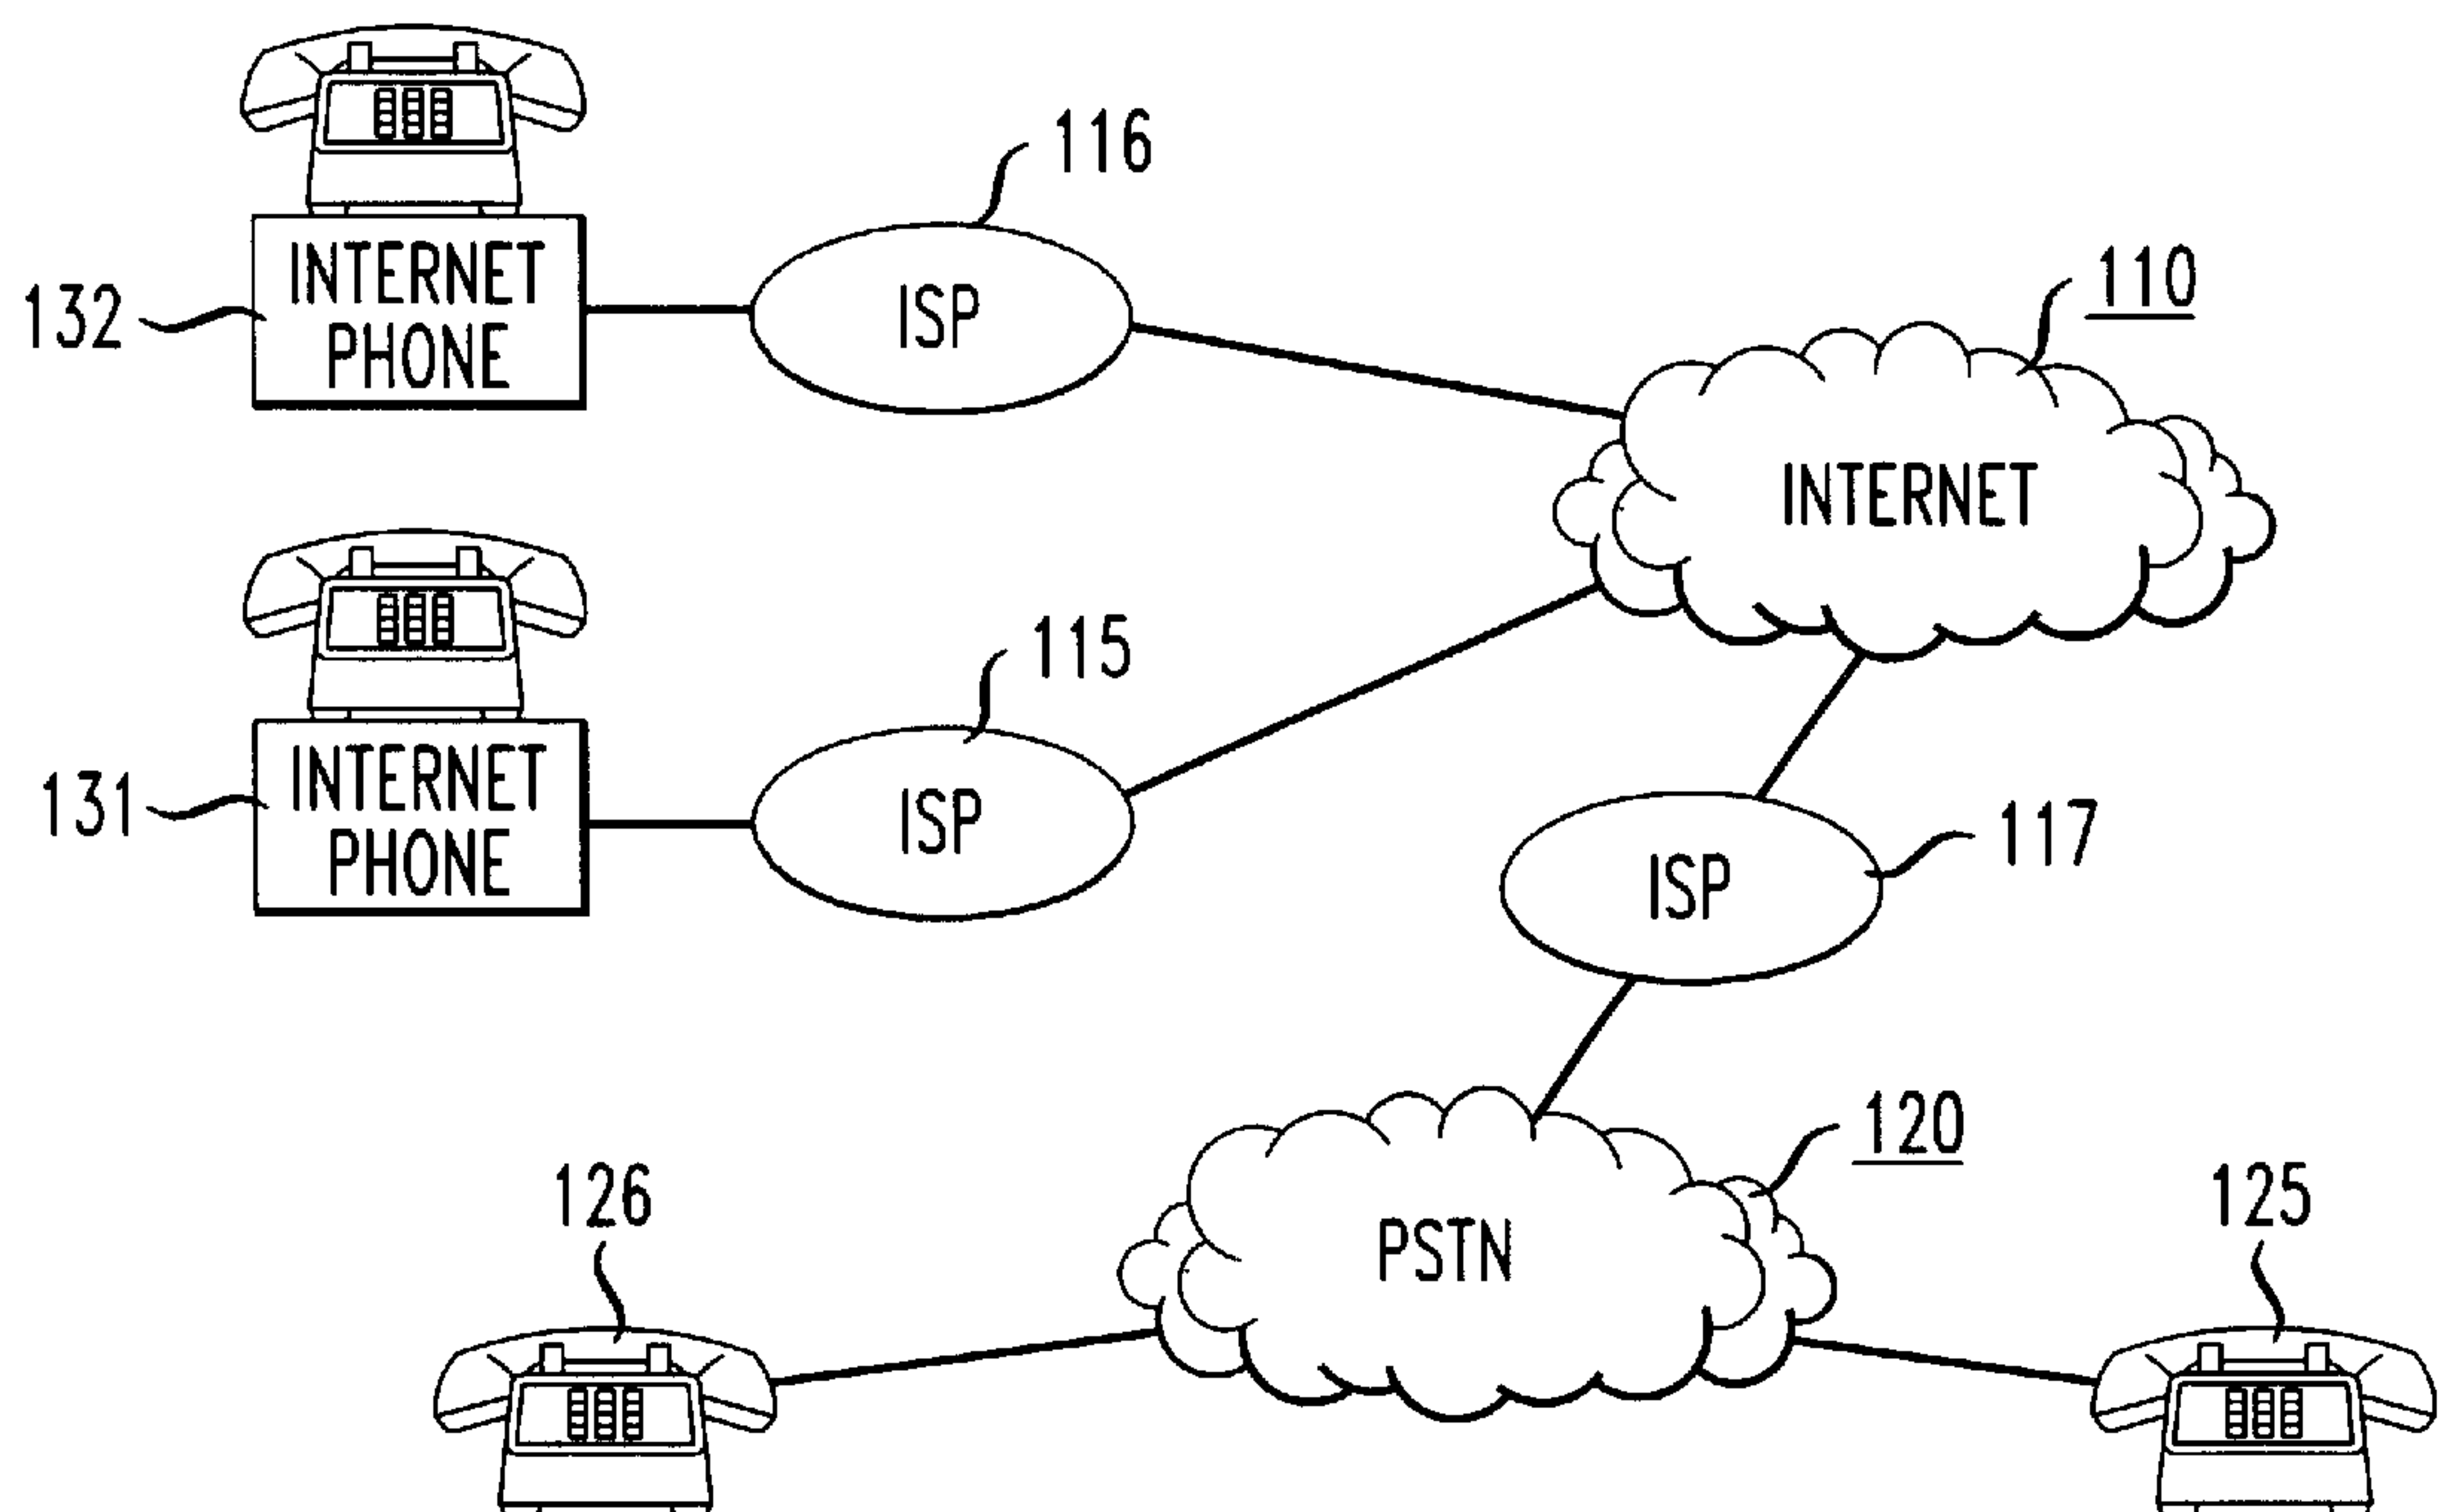 116
110
132
INTERNET
PHONE
ISP
INTERNET
115
131
INTERNET
PHONE
ISP
117
ISP
120
126
125
PSTN